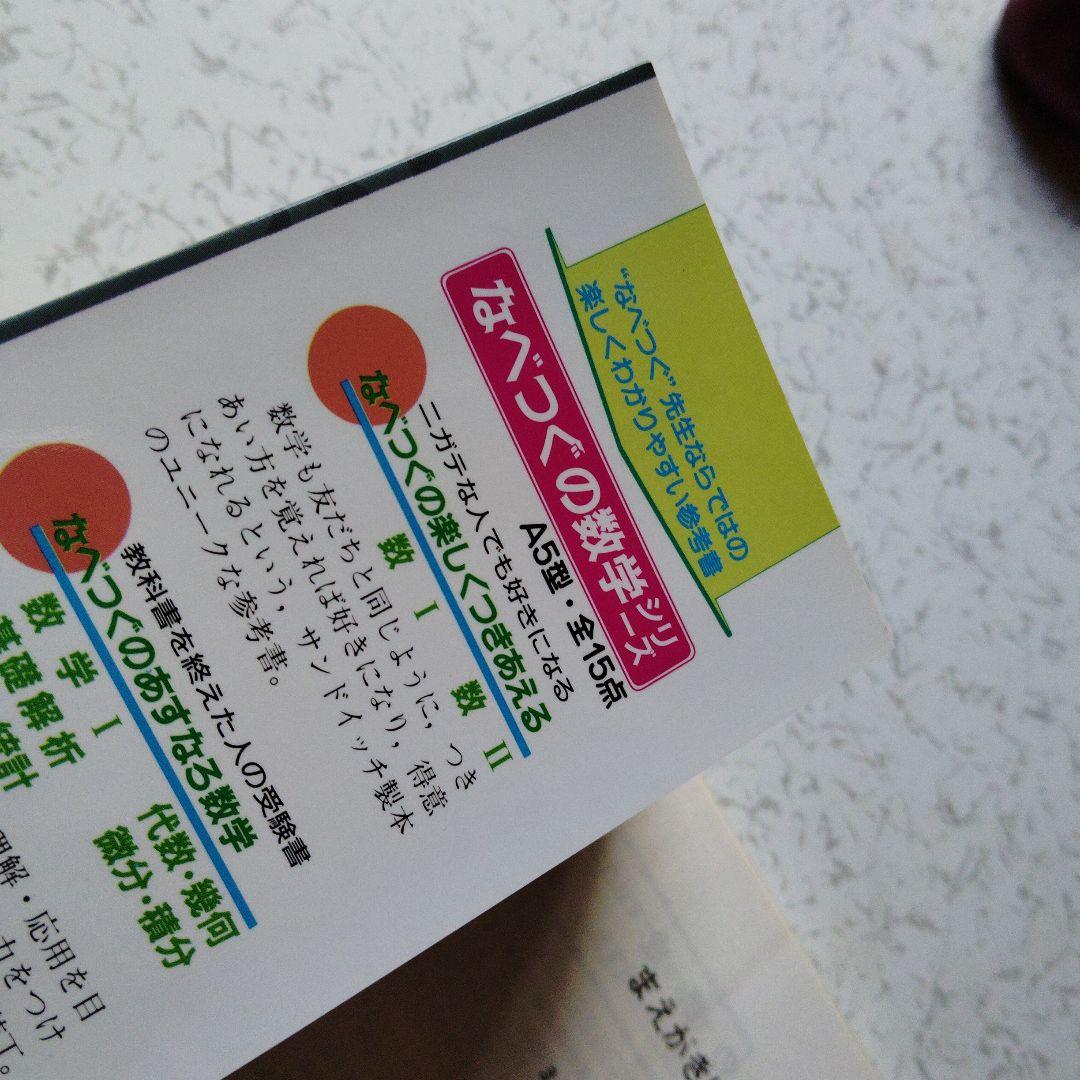 “なべつぐ”先生ならではの
楽しくわかりやすい参考書
なべつぐの数学シリーズ
A5型・全15点
ニガテな人でも好きになる
なべつぐの楽しくつきあえる
数Ⅰ 数Ⅱ
数学も友だちと同じように，つき
あい方を覚えれば好きになり，得意
になれるという，サンドイッチ製本
のユニークな参考書。
教科書を終えた人の受験書
なべつぐのあすなろ数学
数学Ⅰ 代数・幾何
基礎解析 微分・積分
統計
理解・応用を目
力をつけ
まえがき